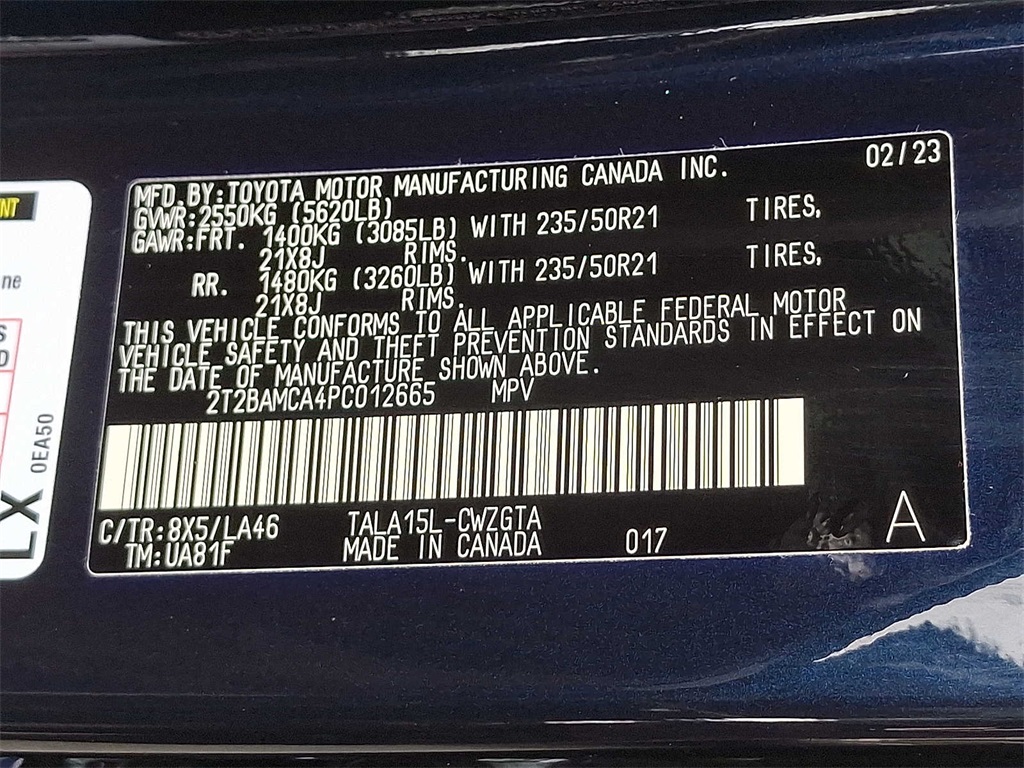 MFD.BY:TOYOTA MOTOR MANUFACTURING CANADA INC. 02/23
GVWR:2550KG (5620LB)
GAWR:FRT. 1400KG (3085LB) WITH 235/50R21 TIRES,
21X8J RIMS.
RR. 1480KG (3260LB) WITH 235/50R21 TIRES,
21X8J RIMS.
THIS VEHICLE CONFORMS TO ALL APPLICABLE FEDERAL MOTOR
VEHICLE SAFETY AND THEFT PREVENTION STANDARDS IN EFFECT ON
THE DATE OF MANUFACTURE SHOWN ABOVE.
2T2BAMCA4PC012665 MPV
C/TR:8X5/LA46 TALA15L-CWZGTA
TM:UA81F MADE IN CANADA 017 A
0EA50